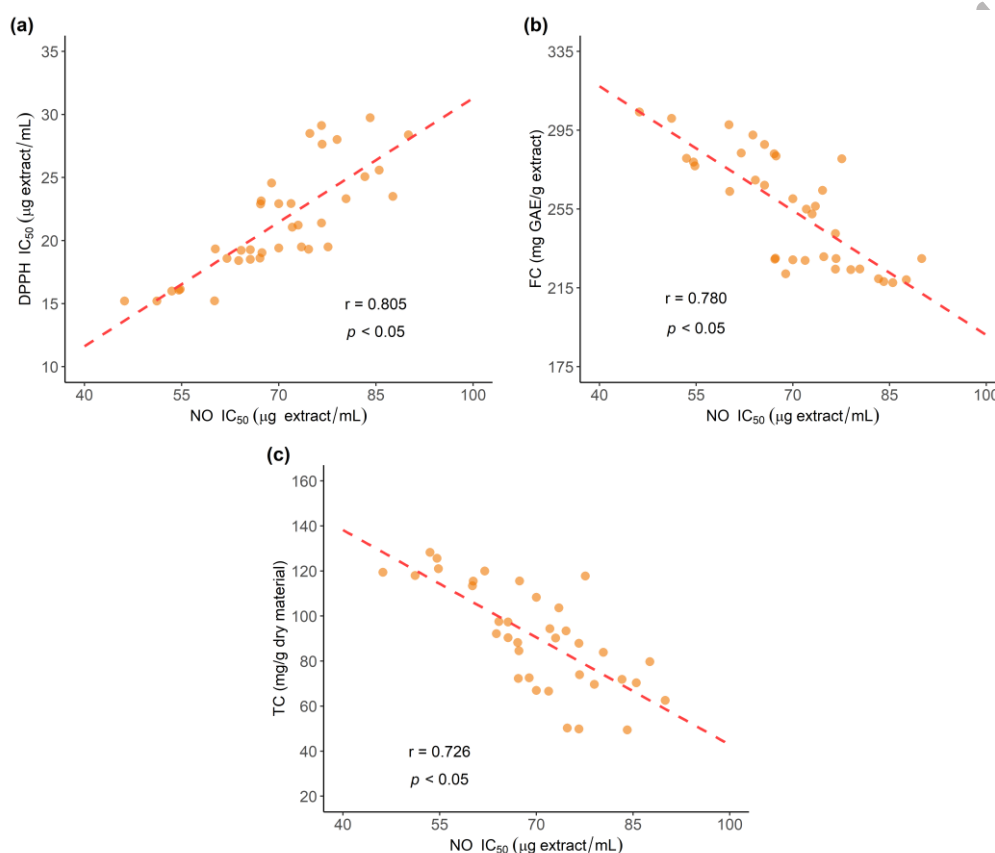 (a)
35
30
25
20
15
10
DPPH IC₅₀ (μg extract/mL)
r = 0.805
p < 0.05
40 55 70 85 100
NO IC₅₀ (μg extract/mL)
(b)
335
295
255
215
175
FC (mg GAE/g extract)
r = 0.780
p < 0.05
40 55 70 85 100
NO IC₅₀ (μg extract/mL)
(c)
160
140
120
100
80
60
40
20
TC (mg/g dry material)
r = 0.726
p < 0.05
40 55 70 85 100
NO IC₅₀ (μg extract/mL)